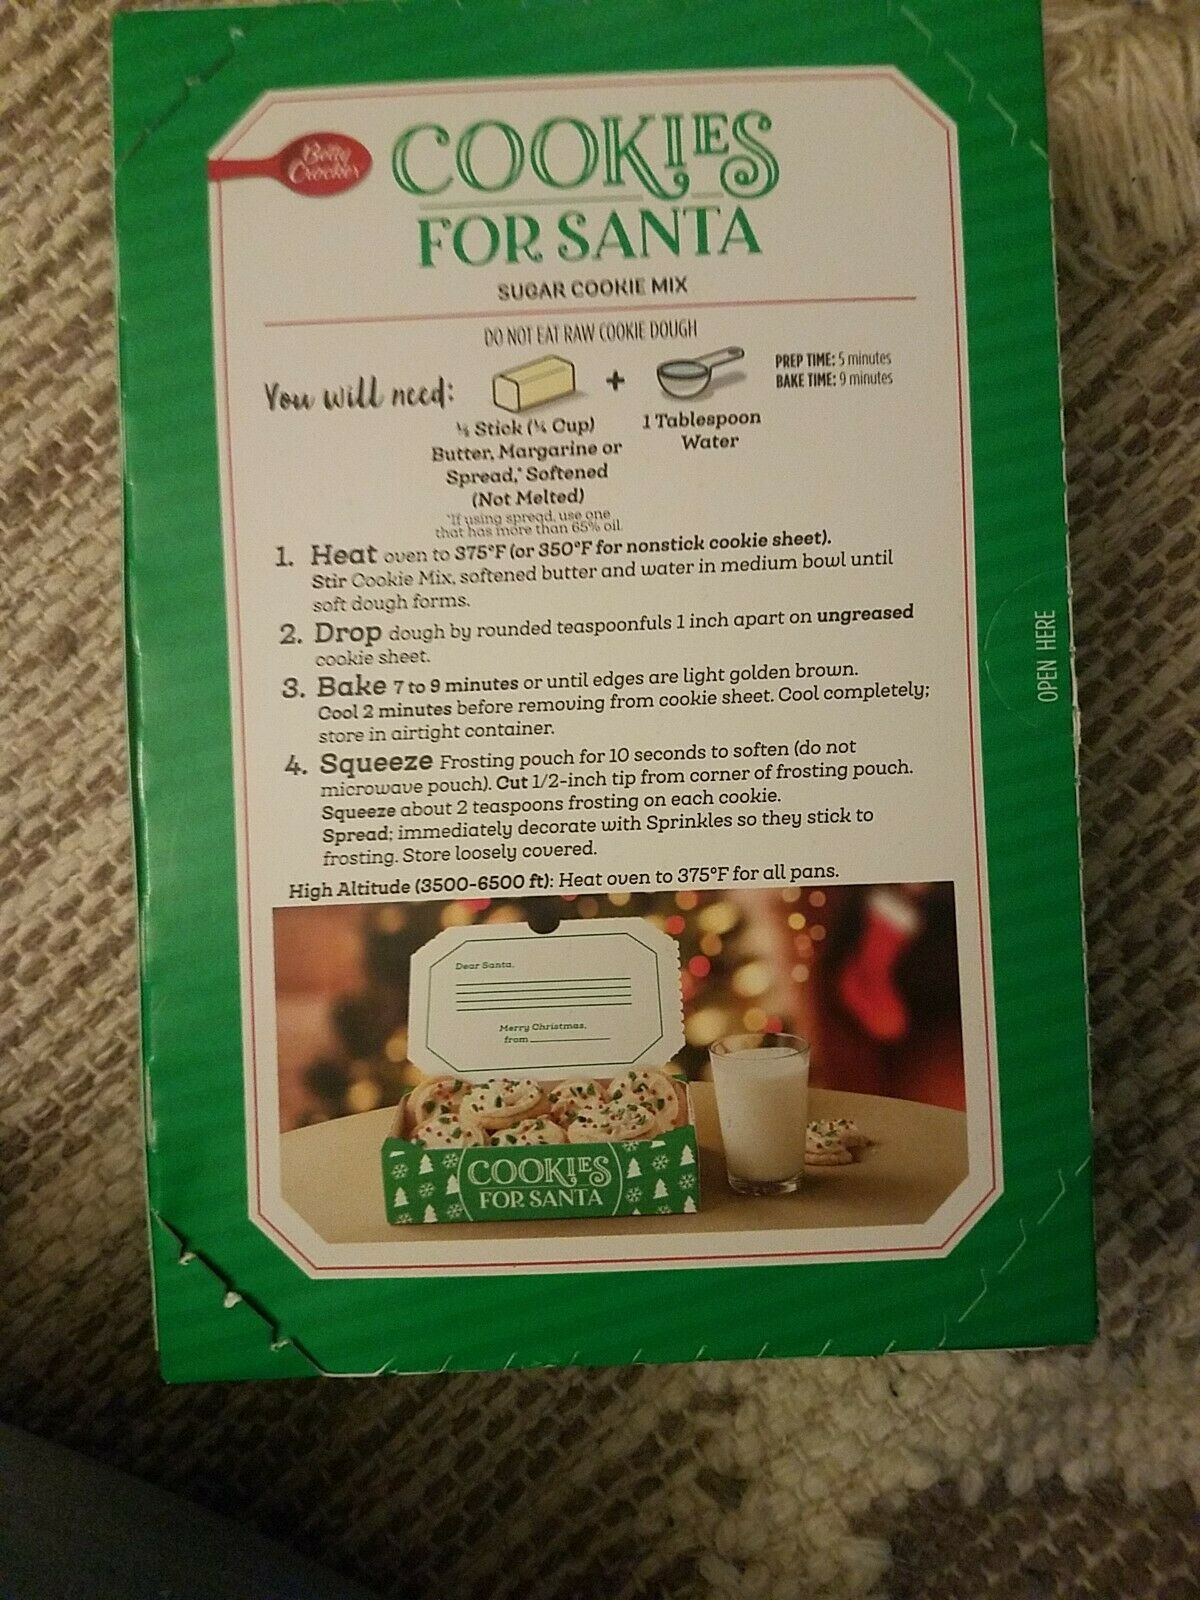 Betty
Crocker
COOKIES
FOR SANTA
SUGAR COOKIE MIX
DO NOT EAT RAW COOKIE DOUGH
You will need:
+
PREP TIME: 5 minutes
BAKE TIME: 9 minutes
½ Stick (¼ Cup)
Butter, Margarine or
Spread,* Softened
(Not Melted)
*If using spread, use one
that has more than 65% oil.
1 Tablespoon
Water
1. Heat oven to 375°F (or 350°F for nonstick cookie sheet).
Stir Cookie Mix, softened butter and water in medium bowl until
soft dough forms.
2. Drop dough by rounded teaspoonfuls 1 inch apart on ungreased
cookie sheet.
3. Bake 7 to 9 minutes or until edges are light golden brown.
Cool 2 minutes before removing from cookie sheet. Cool completely;
store in airtight container.
4. Squeeze Frosting pouch for 10 seconds to soften (do not
microwave pouch). Cut 1/2-inch tip from corner of frosting pouch.
Squeeze about 2 teaspoons frosting on each cookie.
Spread; immediately decorate with Sprinkles so they stick to
frosting. Store loosely covered.
High Altitude (3500-6500 ft): Heat oven to 375°F for all pans.
OPEN HERE
Dear Santa,
Merry Christmas,
from
COOKIES
FOR SANTA